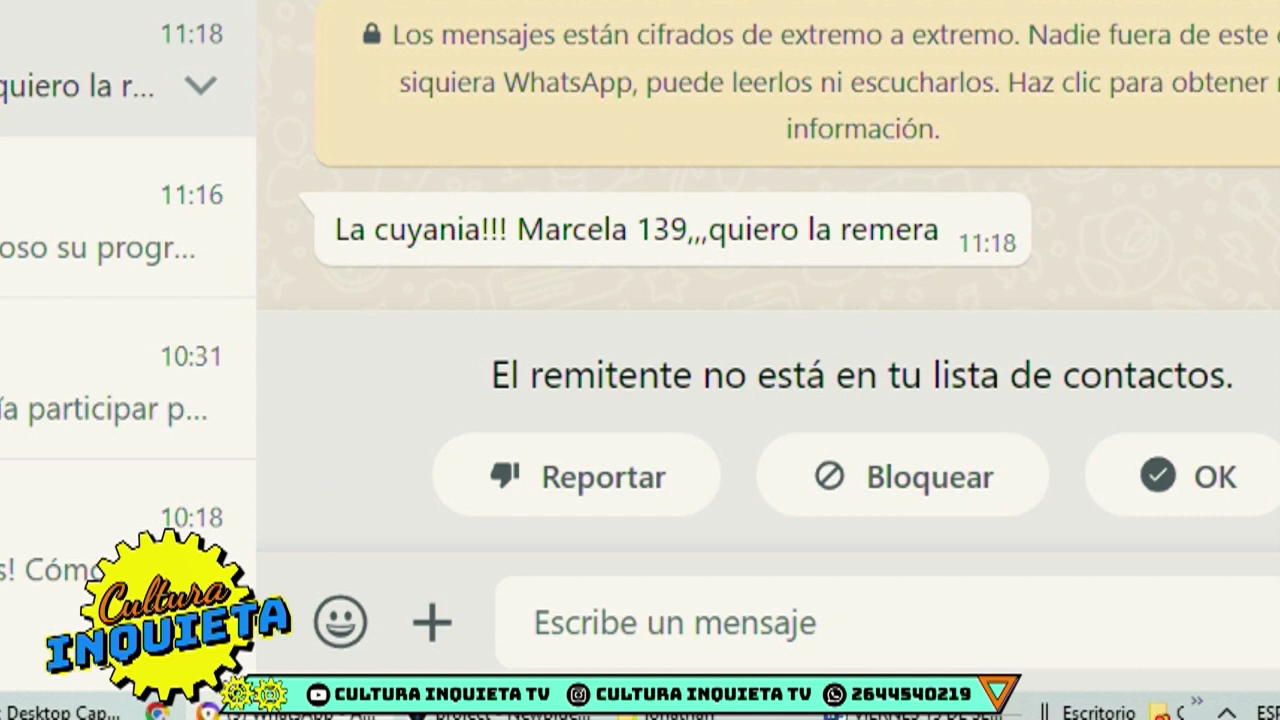 11:18
quiero la r...
11:16
oso su progr...
10:31
ía participar p...
10:18
s! Cómo
Los mensajes están cifrados de extremo a extremo. Nadie fuera de este
siquiera WhatsApp, puede leerlos ni escucharlos. Haz clic para obtener
información.
La cuyania!!! Marcela 139,,,quiero la remera 11:18
El remitente no está en tu lista de contactos.
Reportar
Bloquear
OK
Escribe un mensaje
Cultura
INQUIETA
CULTURA INQUIETA TV CULTURA INQUIETA TV 2644540219
Desktop Cap...
Escritorio